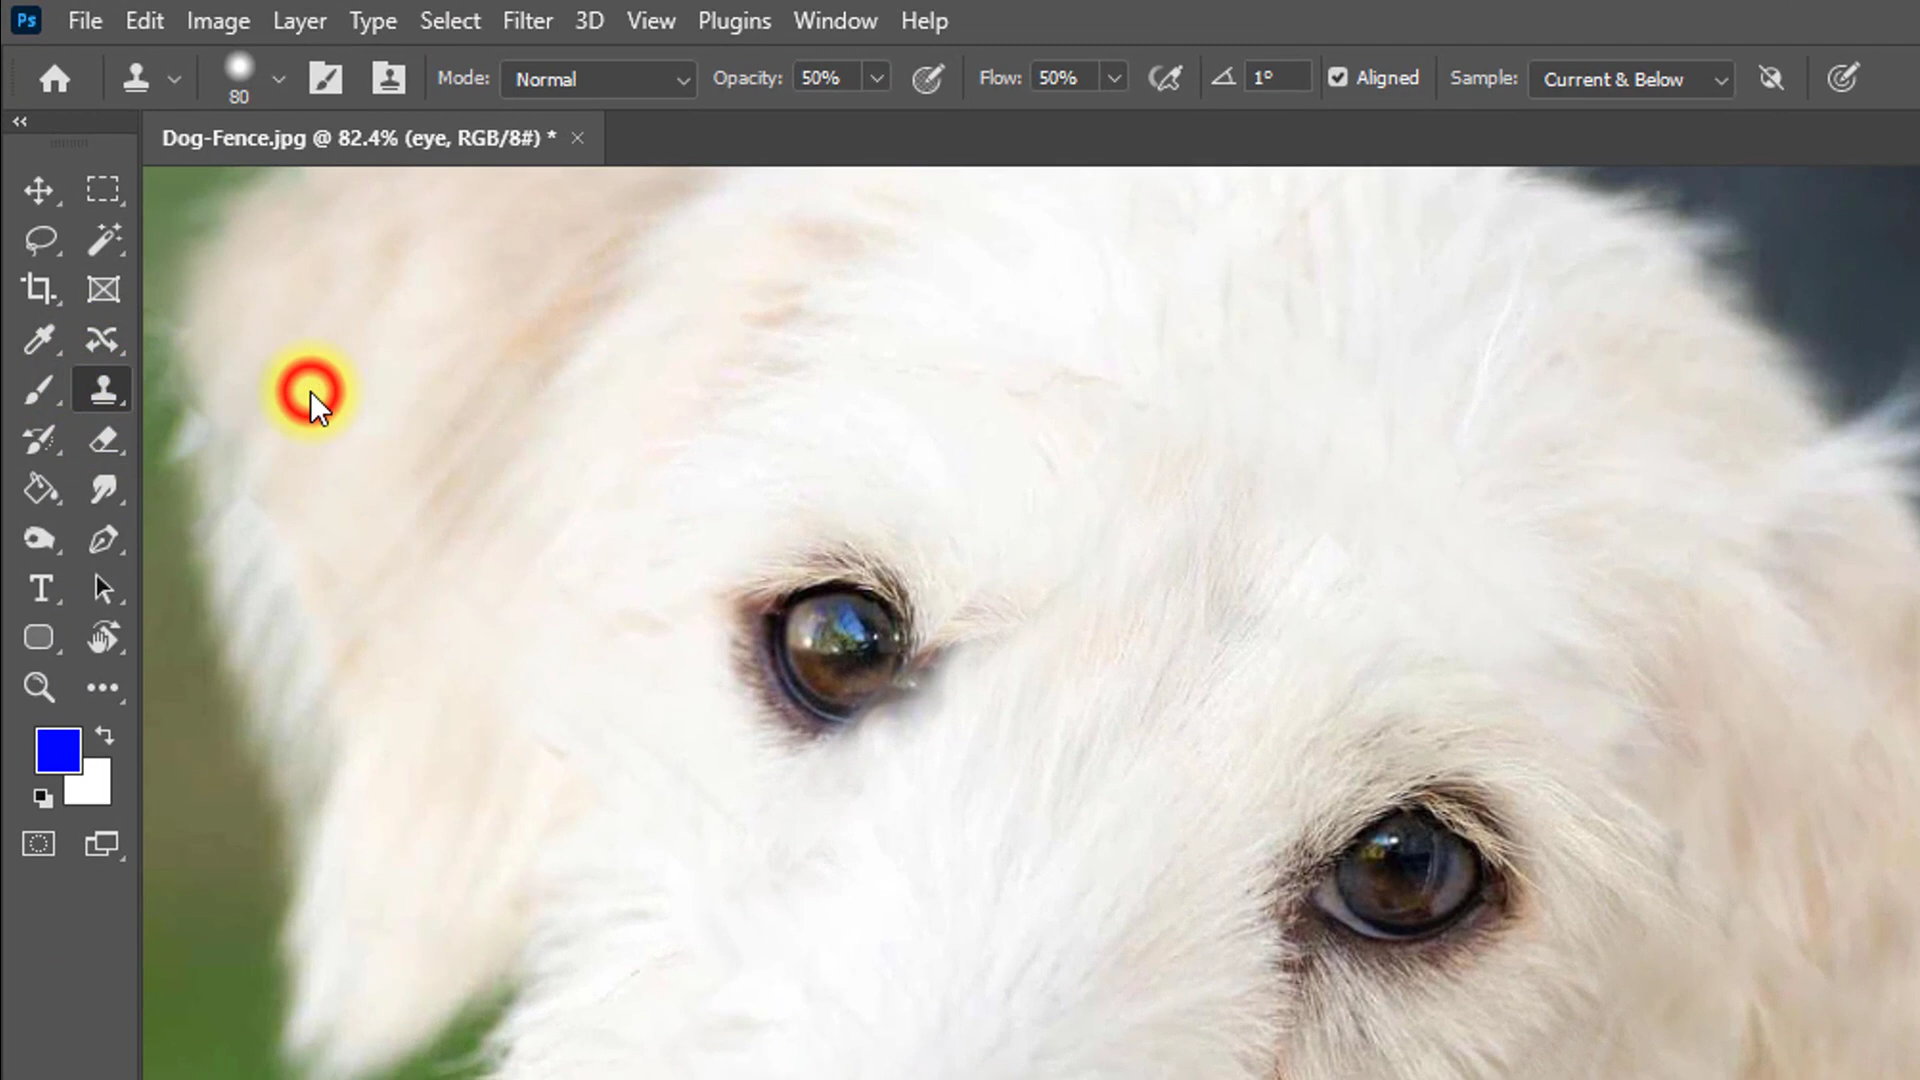 Ps File Edit Image Layer Type Select Filter 3D View Plugins Window Help
80 Mode: Normal Opacity: 50% Flow: 50% 1° Aligned Sample: Current & Below
Dog-Fence.jpg @ 82.4% (eye, RGB/8#) * ×
T